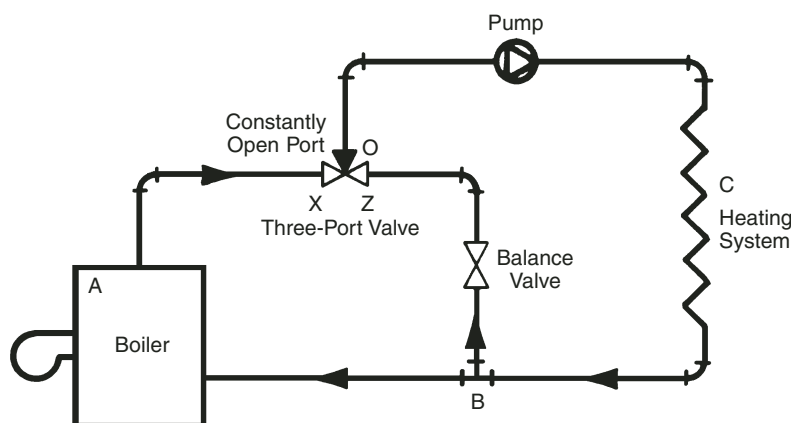 Pump
Constantly
Open Port
O
X
Z
Three-Port Valve
C
Heating
System
Balance
Valve
A
Boiler
B